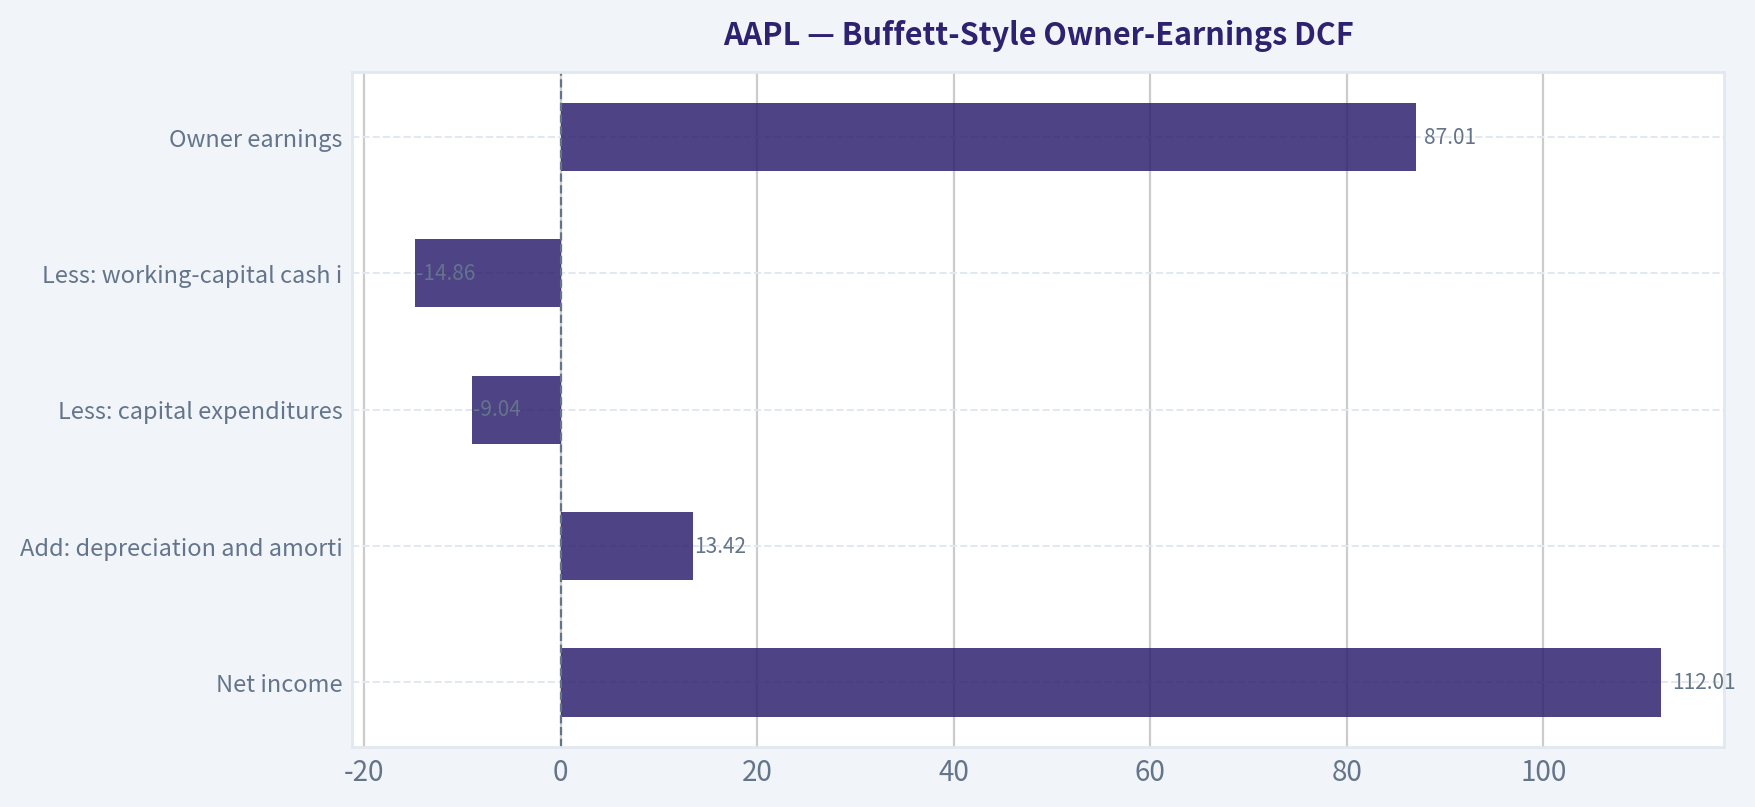 AAPL — Buffett-Style Owner-Earnings DCF
Owner earnings
87.01
Less: working-capital cash i
-14.86
Less: capital expenditures
-9.04
Add: depreciation and amorti
13.42
Net income
112.01
-20 0 20 40 60 80 100